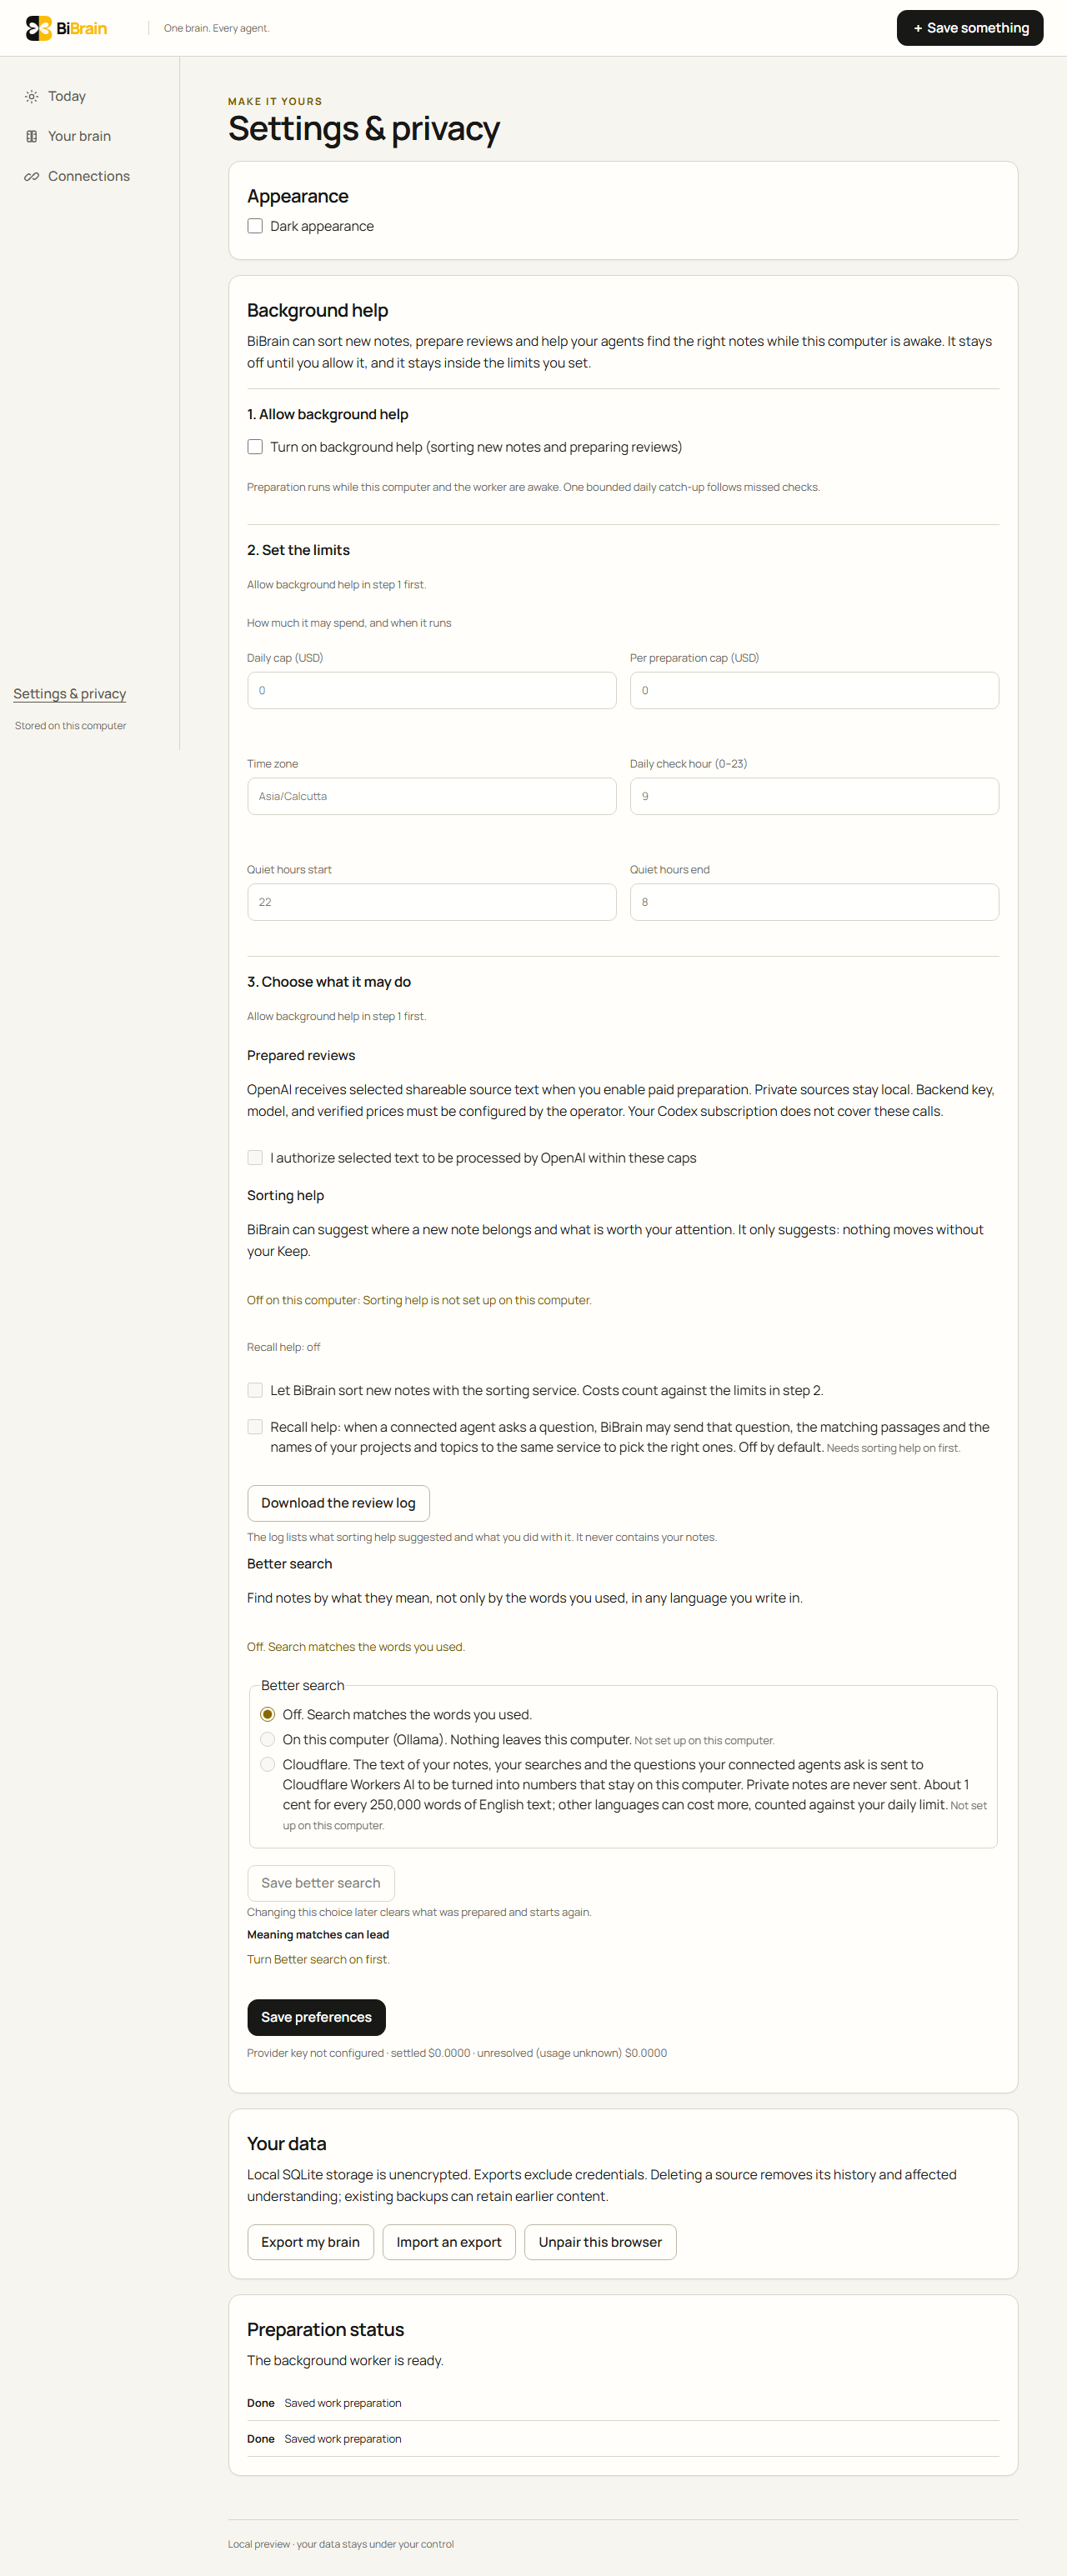 BiBrain
One brain. Every agent.
+ Save something
Today
Your brain
Connections
Settings & privacy
Stored on this computer
MAKE IT YOURS
Settings & privacy
Appearance
Dark appearance
Background help
BiBrain can sort new notes, prepare reviews and help your agents find the right notes while this computer is awake. It stays
off until you allow it, and it stays inside the limits you set.
1. Allow background help
Turn on background help (sorting new notes and preparing reviews)
Preparation runs while this computer and the worker are awake. One bounded daily catch-up follows missed checks.
2. Set the limits
Allow background help in step 1 first.
How much it may spend, and when it runs
Daily cap (USD)
Per preparation cap (USD)
0
0
Time zone
Daily check hour (0–23)
Asia/Calcutta
9
Quiet hours start
Quiet hours end
22
8
3. Choose what it may do
Allow background help in step 1 first.
Prepared reviews
OpenAI receives selected shareable source text when you enable paid preparation. Private sources stay local. Backend key,
model, and verified prices must be configured by the operator. Your Codex subscription does not cover these calls.
I authorize selected text to be processed by OpenAI within these caps
Sorting help
BiBrain can suggest where a new note belongs and what is worth your attention. It only suggests: nothing moves without
your Keep.
Off on this computer: Sorting help is not set up on this computer.
Recall help: off
Let BiBrain sort new notes with the sorting service. Costs count against the limits in step 2.
Recall help: when a connected agent asks a question, BiBrain may send that question, the matching passages and the
names of your projects and topics to the same service to pick the right ones. Off by default. Needs sorting help on first.
Download the review log
The log lists what sorting help suggested and what you did with it. It never contains your notes.
Better search
Find notes by what they mean, not only by the words you used, in any language you write in.
Off. Search matches the words you used.
Better search
Off. Search matches the words you used.
On this computer (Ollama). Nothing leaves this computer. Not set up on this computer.
Cloudflare. The text of your notes, your searches and the questions your connected agents ask is sent to
Cloudflare Workers AI to be turned into numbers that stay on this computer. Private notes are never sent. About 1
cent for every 250,000 words of English text; other languages can cost more, counted against your daily limit. Not set
up on this computer.
Save better search
Changing this choice later clears what was prepared and starts again.
Meaning matches can lead
Turn Better search on first.
Save preferences
Provider key not configured · settled $0.0000 · unresolved (usage unknown) $0.0000
Your data
Local SQLite storage is unencrypted. Exports exclude credentials. Deleting a source removes its history and affected
understanding; existing backups can retain earlier content.
Export my brain
Import an export
Unpair this browser
Preparation status
The background worker is ready.
Done Saved work preparation
Done Saved work preparation
Local preview · your data stays under your control